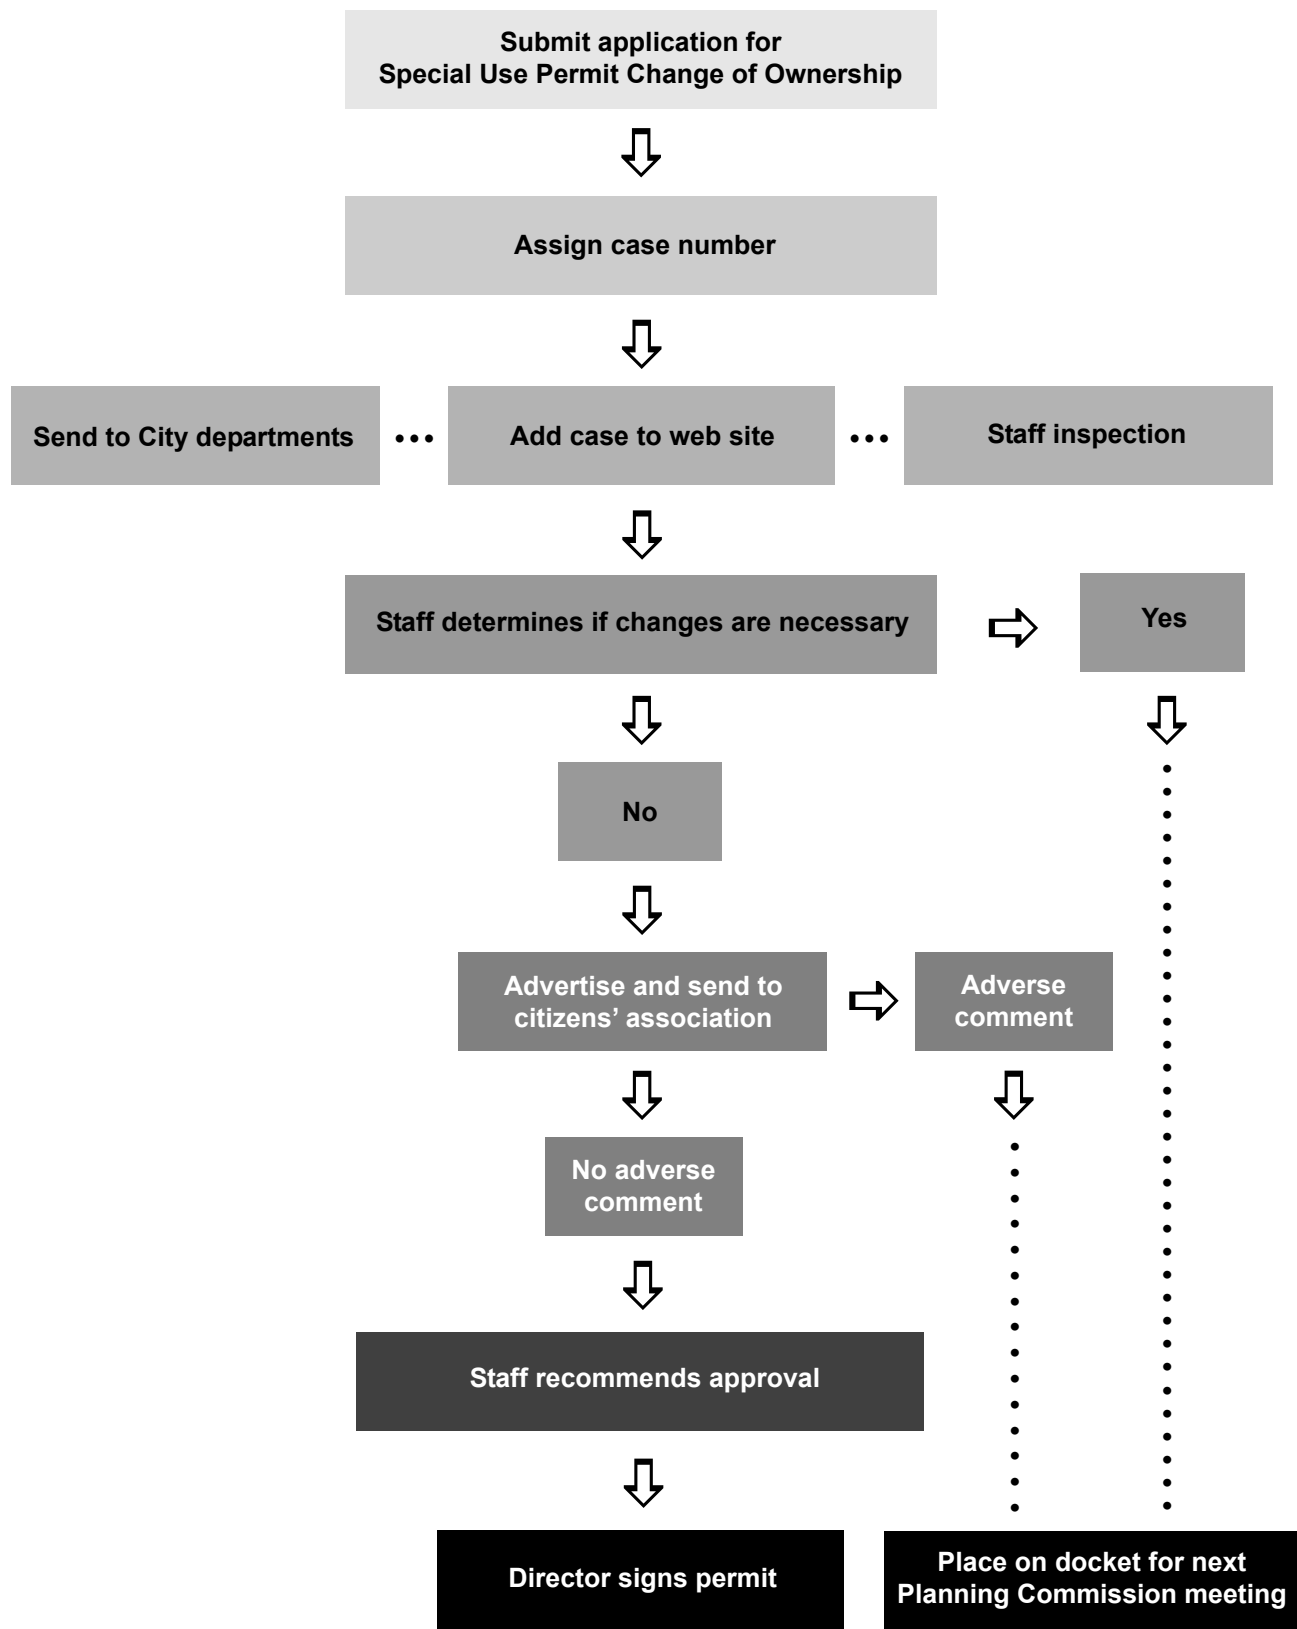 Submit application for
Special Use Permit Change of Ownership
Assign case number
Send to City departments
Add case to web site
Staff inspection
Staff determines if changes are necessary
Yes
No
Advertise and send to
citizens’ association
Adverse
comment
No adverse
comment
Staff recommends approval
Director signs permit
Place on docket for next
Planning Commission meeting